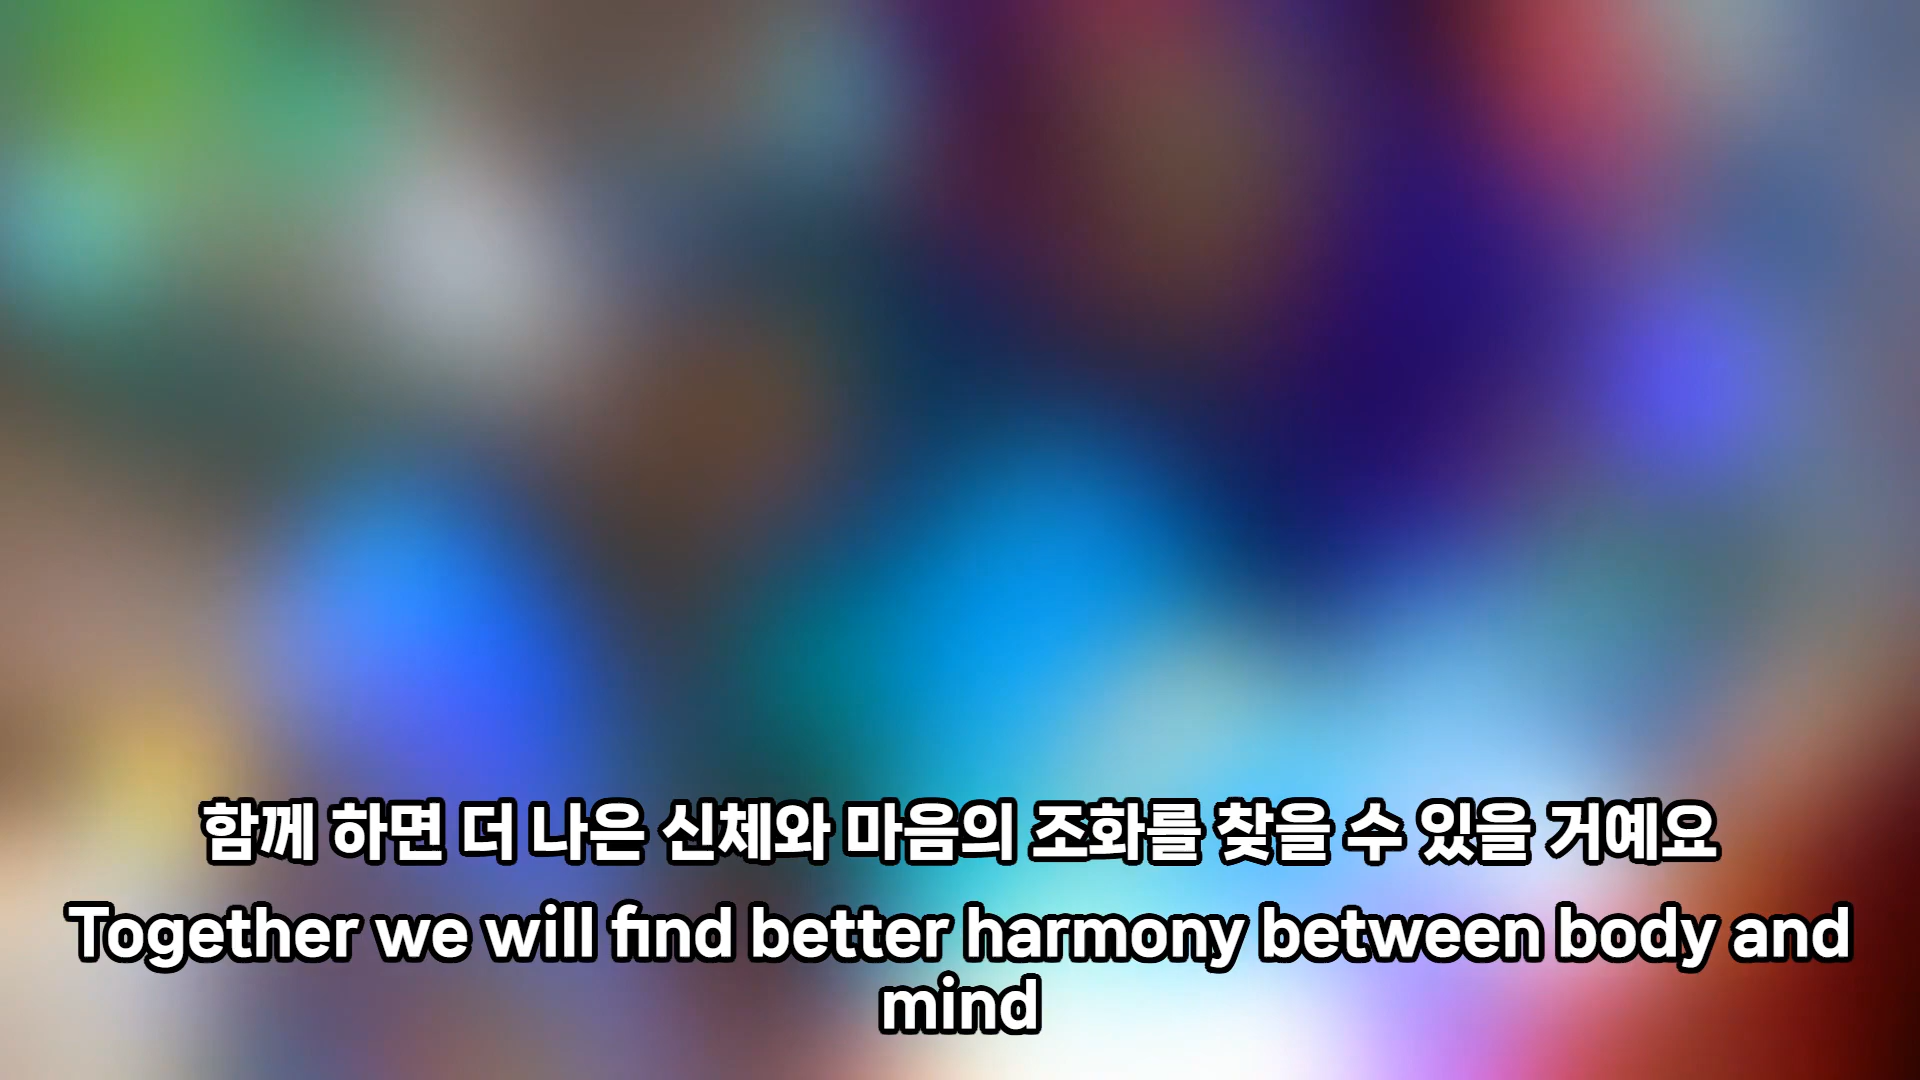 함께 하면 더 나은 신체와 마음의 조화를 찾을 수 있을 거예요
Together we will find better harmony between body and
mind